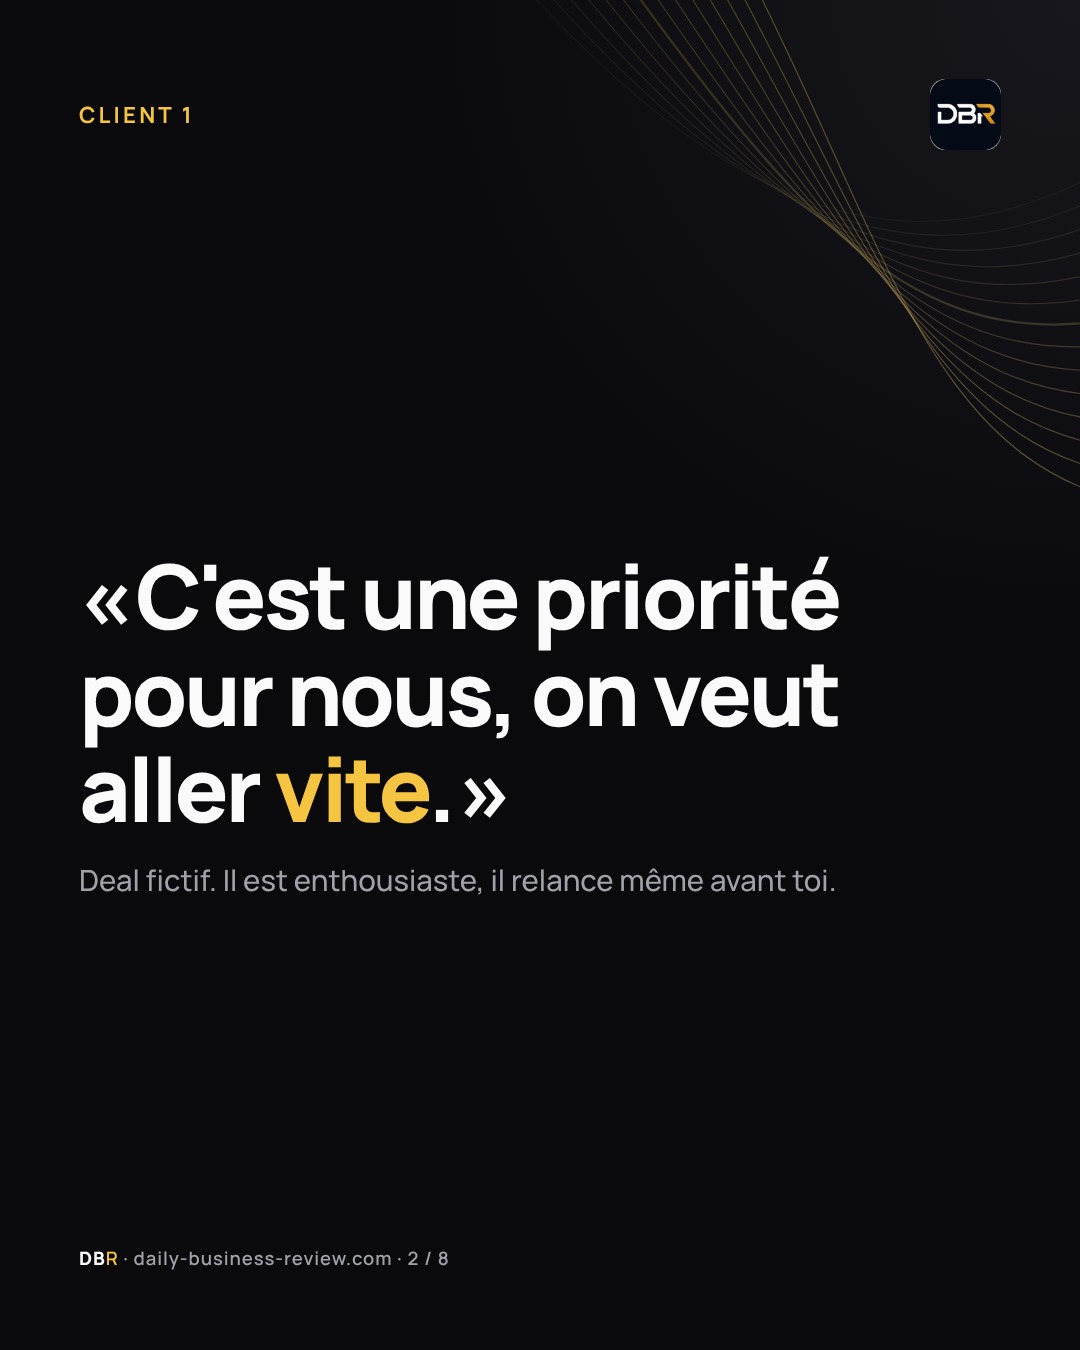 CLIENT 1
DBR
« C'est une priorité
pour nous, on veut
aller vite. »
Deal fictif. Il est enthousiaste, il relance même avant toi.
DBR · daily-business-review.com · 2 / 8